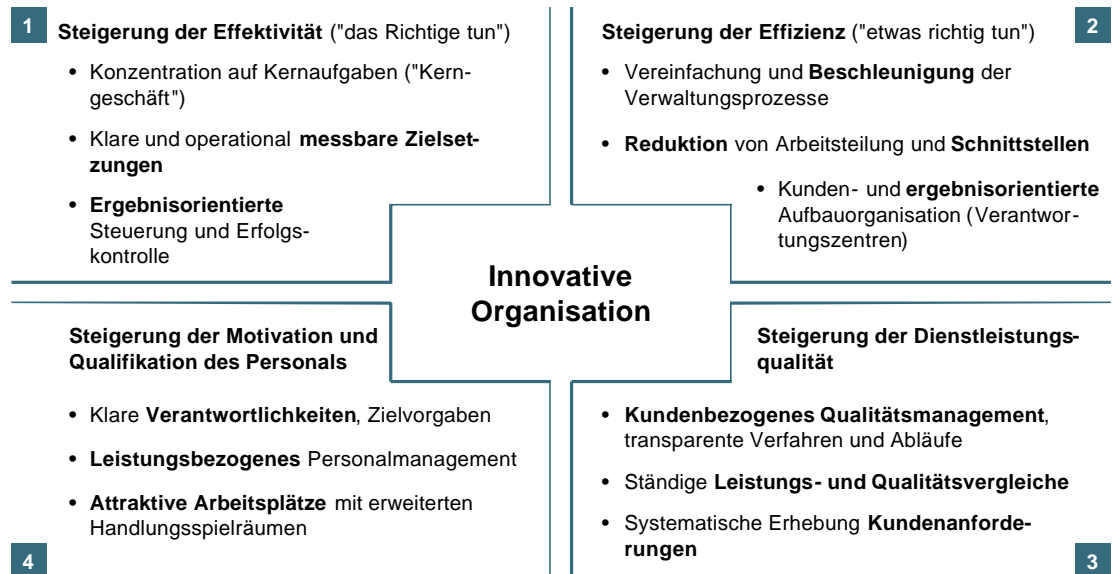 1
Steigerung der Effektivität ("das Richtige tun")
• Konzentration auf Kernaufgaben ("Kern-
geschäft")
• Klare und operational messbare Zielset-
zungen
• Ergebnisorientierte
Steuerung und Erfolgs-
kontrolle
2
Steigerung der Effizienz ("etwas richtig tun")
• Vereinfachung und Beschleunigung der
Verwaltungsprozesse
• Reduktion von Arbeitsteilung und Schnittstellen
• Kunden- und ergebnisorientierte
Aufbauorganisation (Verantwor-
tungszentren)
Innovative
Organisation
Steigerung der Dienstleistungs-
qualität
• Kundenbezogenes Qualitätsmanagement,
transparente Verfahren und Abläufe
• Ständige Leistungs- und Qualitätsvergleiche
• Systematische Erhebung Kundenanforde-
rungen
3
Steigerung der Motivation und
Qualifikation des Personals
• Klare Verantwortlichkeiten, Zielvorgaben
• Leistungsbezogenes Personalmanagement
• Attraktive Arbeitsplätze mit erweiterten
Handlungsspielräumen
4